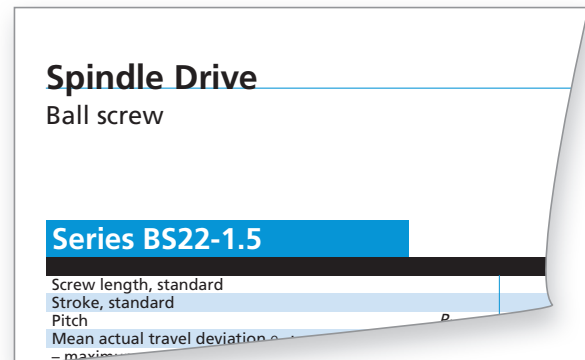 Spindle Drive
Ball screw
Series BS22-1.5
Screw length, standard
Stroke, standard
Pitch P
Mean actual travel deviation
–